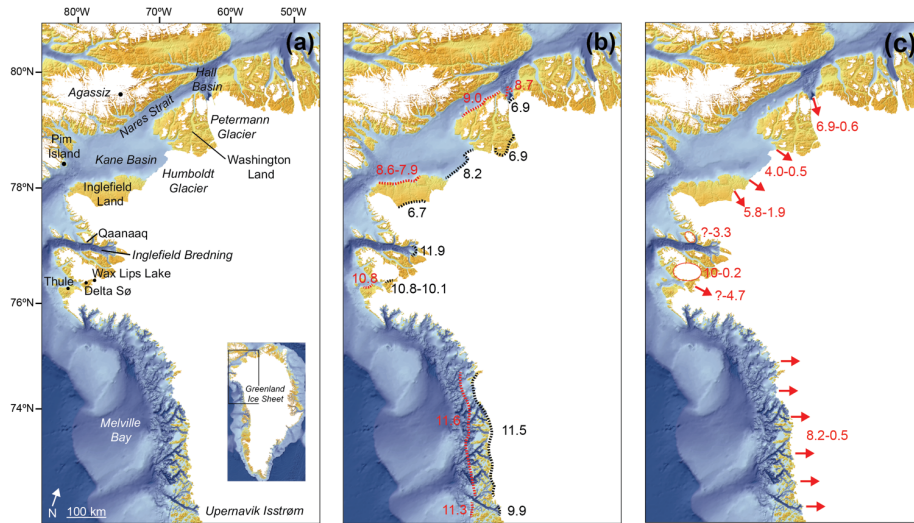 80°W
70°W
60°W
50°W
80°N
78°N
76°N
74°N
(a)
Hall
Basin
Agassiz
Nares Strait
Petermann
Glacier
Pim
Island
Kane Basin
Washington
Land
Humboldt
Glacier
Inglefield
Land
Qaanaaq
Inglefield Bredning
Wax Lips Lake
Thule
Delta Sø
Greenland
Ice Sheet
Melville
Bay
N
100 km
Upernavik Isstrøm
(b)
8.7
9.0
6.9
6.9
8.2
8.6-7.9
6.7
11.9
10.8
10.8-10.1
11.6
11.5
11.3
9.9
(c)
6.9-0.6
4.0-0.5
5.8-1.9
?-3.3
10-0.2
?-4.7
8.2-0.5